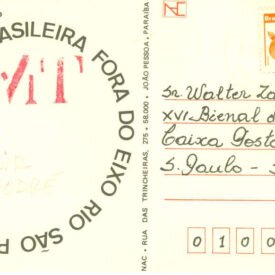 BRASILEIRA FORA DO EIXO RIO SÃO P
MT
NAC - RUA DAS TRINCHEIRAS, 275 - 58.000 - JOÃO PESSOA - PARAÍBA
Sr. Walter Za
XVI Bienal d
Caixa Posta
S. Paulo - S
0 1 0 0